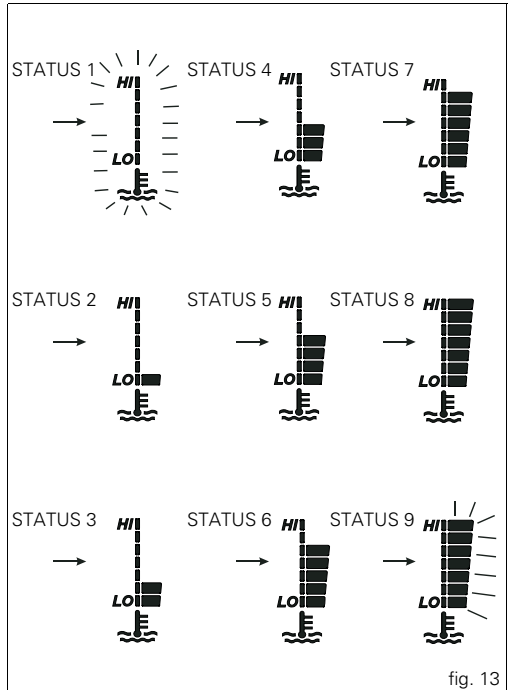 STATUS 1
HI
LO
STATUS 4
HI
LO
STATUS 7
HI
LO
STATUS 2
HI
LO
STATUS 5
HI
LO
STATUS 8
HI
LO
STATUS 3
HI
LO
STATUS 6
HI
LO
STATUS 9
HI
LO
fig. 13